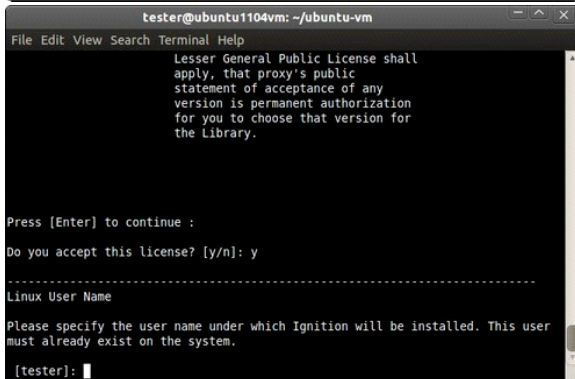 tester@ubuntu1104vm: ~/ubuntu-vm
File Edit View Search Terminal Help
Lesser General Public License shall
apply, that proxy's public
statement of acceptance of any
version is permanent authorization
for you to choose that version for
the Library.
Press [Enter] to continue :
Do you accept this license? [y/n]: y
--------------------------------------------------------------------------
Linux User Name
Please specify the user name under which Ignition will be installed. This user
must already exist on the system.
[tester]: